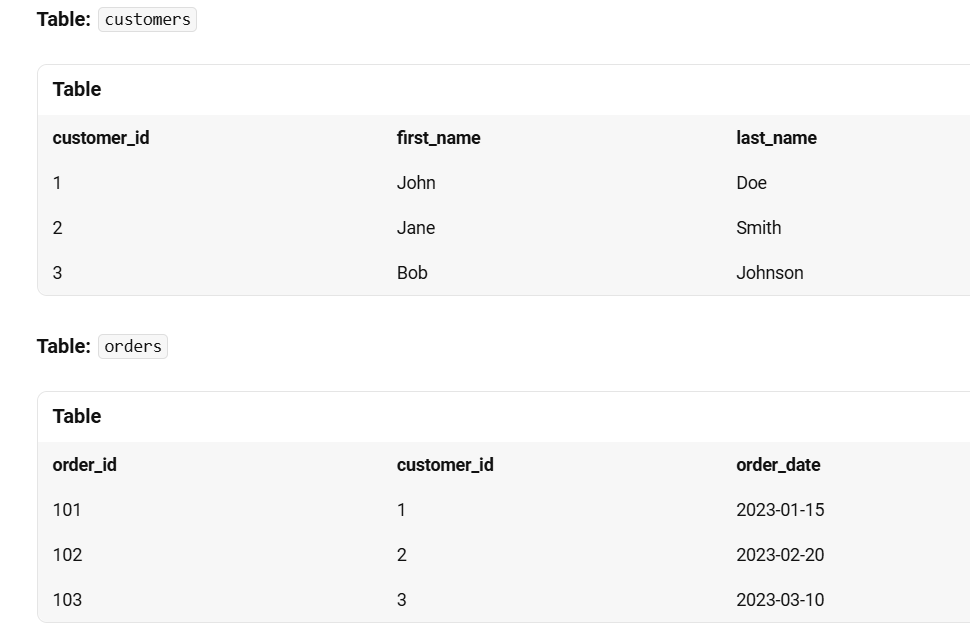 Table: customers
Table
customer_id first_name last_name
1 John Doe
2 Jane Smith
3 Bob Johnson
Table: orders
Table
order_id customer_id order_date
101 1 2023-01-15
102 2 2023-02-20
103 3 2023-03-10